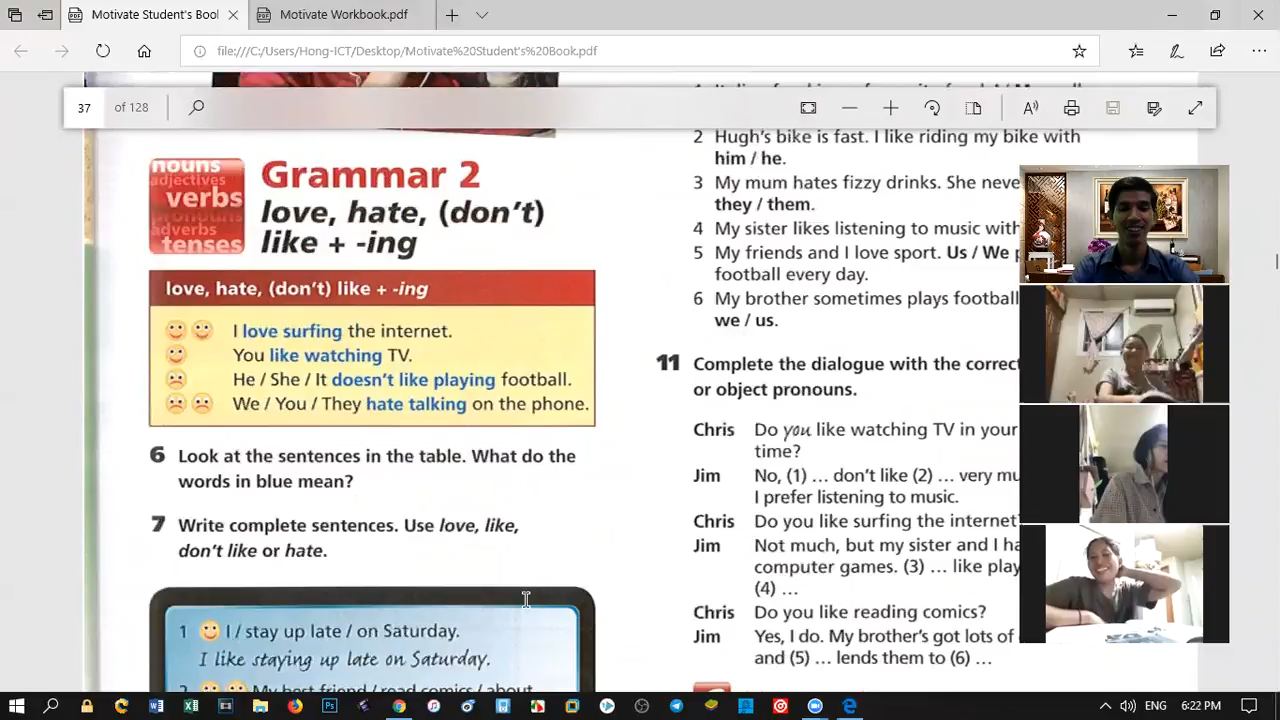 Motivate Student's Bool
Motivate Workbook.pdf
file:///C:/Users/Hong-ICT/Desktop/Motivate%20Student's%20Book.pdf
37 of 128
nouns
adjectives
verbs
pronouns
adverbs
tenses
Grammar 2
love, hate, (don't)
like + -ing
love, hate, (don't) like + -ing
I love surfing the internet.
You like watching TV.
He / She / It doesn't like playing football.
We / You / They hate talking on the phone.
6 Look at the sentences in the table. What do the
words in blue mean?
7 Write complete sentences. Use love, like,
don't like or hate.
1 I / stay up late / on Saturday.
I like staying up late on Saturday.
2 My best friend / read comics / about
2 Hugh's bike is fast. I like riding my bike with
him / he.
3 My mum hates fizzy drinks. She neve
they / them.
4 My sister likes listening to music with
5 My friends and I love sport. Us / We p
football every day.
6 My brother sometimes plays football
we / us.
11 Complete the dialogue with the correct
or object pronouns.
Chris Do you like watching TV in your
time?
Jim No, (1) … don't like (2) … very mu
I prefer listening to music.
Chris Do you like surfing the internet?
Jim Not much, but my sister and I ha
computer games. (3) … like play
(4) …
Chris Do you like reading comics?
Jim Yes, I do. My brother's got lots of
and (5) … lends them to (6) …
ENG 6:22 PM